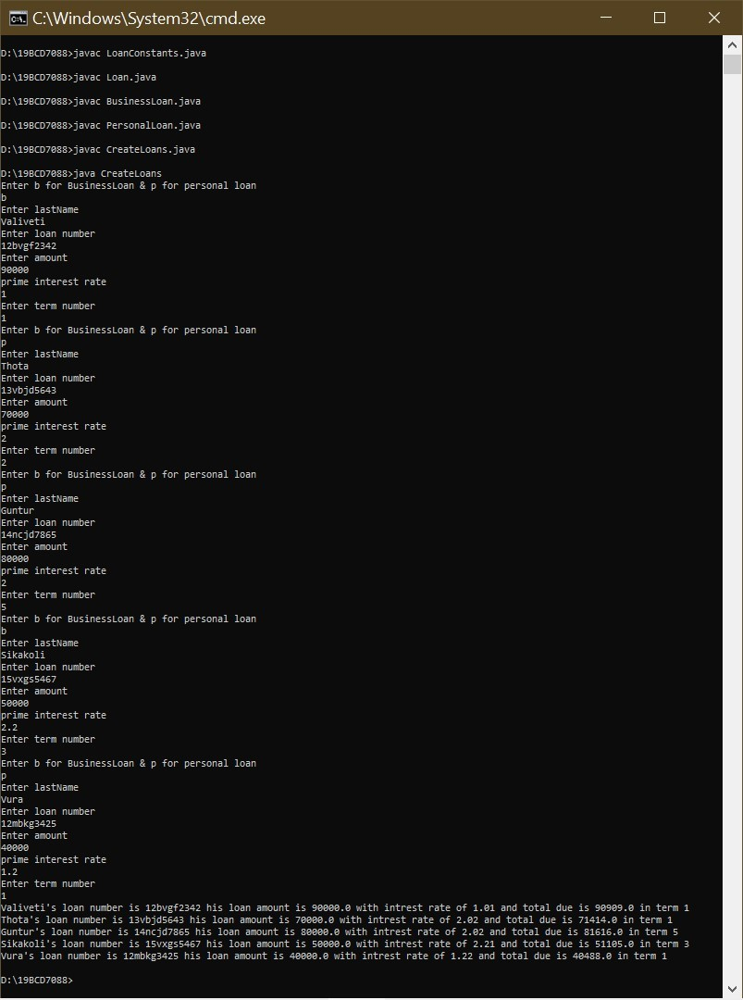 C:\Windows\System32\cmd.exe
D:\19BCD7088>javac LoanConstants.java
D:\19BCD7088>javac Loan.java
D:\19BCD7088>javac BusinessLoan.java
D:\19BCD7088>javac PersonalLoan.java
D:\19BCD7088>javac CreateLoans.java
D:\19BCD7088>java CreateLoans
Enter b for BusinessLoan & p for personal loan
b
Enter lastName
Valiveti
Enter loan number
12bvgf2342
Enter amount
90000
prime interest rate
1
Enter term number
1
Enter b for BusinessLoan & p for personal loan
p
Enter lastName
Thota
Enter loan number
13vbjd5643
Enter amount
70000
prime interest rate
2
Enter term number
2
Enter b for BusinessLoan & p for personal loan
p
Enter lastName
Guntur
Enter loan number
14ncjd7865
Enter amount
80000
prime interest rate
2
Enter term number
5
Enter b for BusinessLoan & p for personal loan
b
Enter lastName
Sikakoli
Enter loan number
15vxgs5467
Enter amount
50000
prime interest rate
2.2
Enter term number
3
Enter b for BusinessLoan & p for personal loan
p
Enter lastName
Vura
Enter loan number
12mbkg3425
Enter amount
40000
prime interest rate
1.2
Enter term number
1
Valiveti's loan number is 12bvgf2342 his loan amount is 90000.0 with intrest rate of 1.01 and total due is 90909.0 in term 1
Thota's loan number is 13vbjd5643 his loan amount is 70000.0 with intrest rate of 2.02 and total due is 71414.0 in term 1
Guntur's loan number is 14ncjd7865 his loan amount is 80000.0 with intrest rate of 2.02 and total due is 81616.0 in term 5
Sikakoli's loan number is 15vxgs5467 his loan amount is 50000.0 with intrest rate of 2.21 and total due is 51105.0 in term 3
Vura's loan number is 12mbkg3425 his loan amount is 40000.0 with intrest rate of 1.22 and total due is 40488.0 in term 1
D:\19BCD7088>